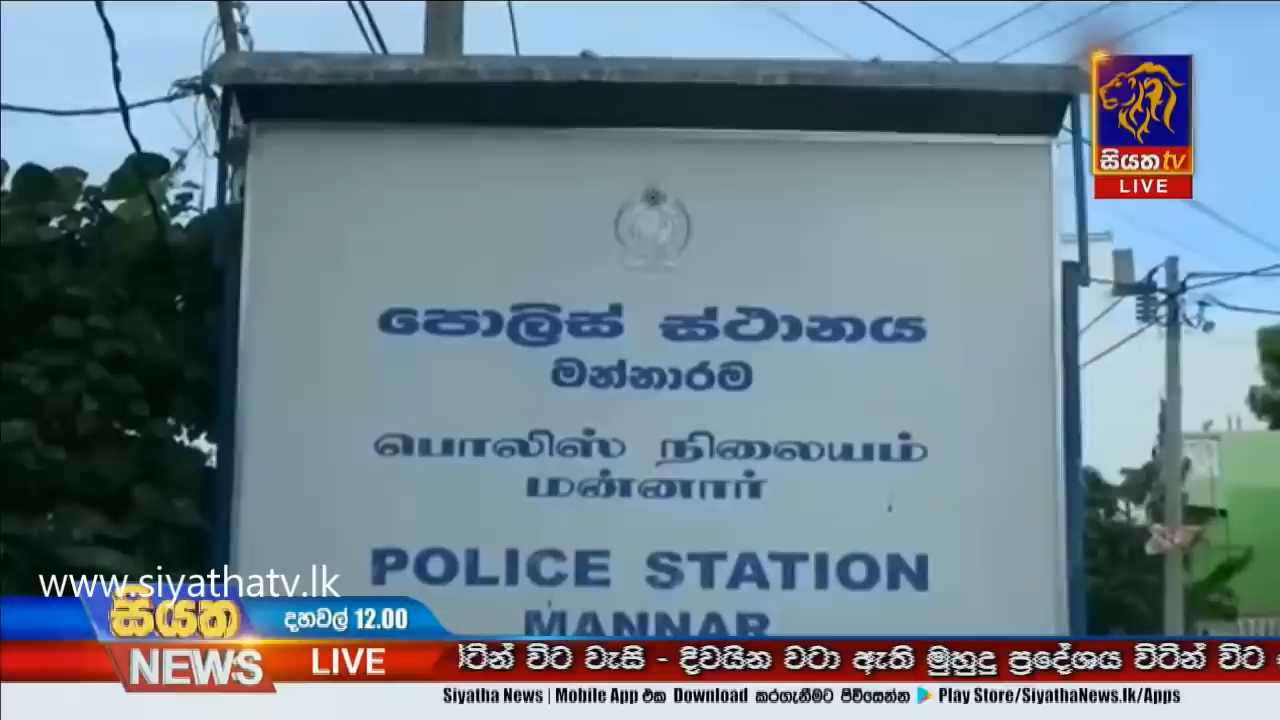 සියත tv
LIVE
පොලිස් ස්ථානය
මන්නාරම
பொலிஸ் நிலையம்
மன்னார்
POLICE STATION
MANNAR
www.siyathatv.lk
සියත
NEWS
දහවල් 12.00
LIVE
විටින් විට වැසි - දිවයින වටා ඇති මුහුදු ප්‍රදේශය විටින් විට
Siyatha News | Mobile App එක Download කරගැනීමට පිවිසෙන්න Play Store/SiyathaNews.lk/Apps